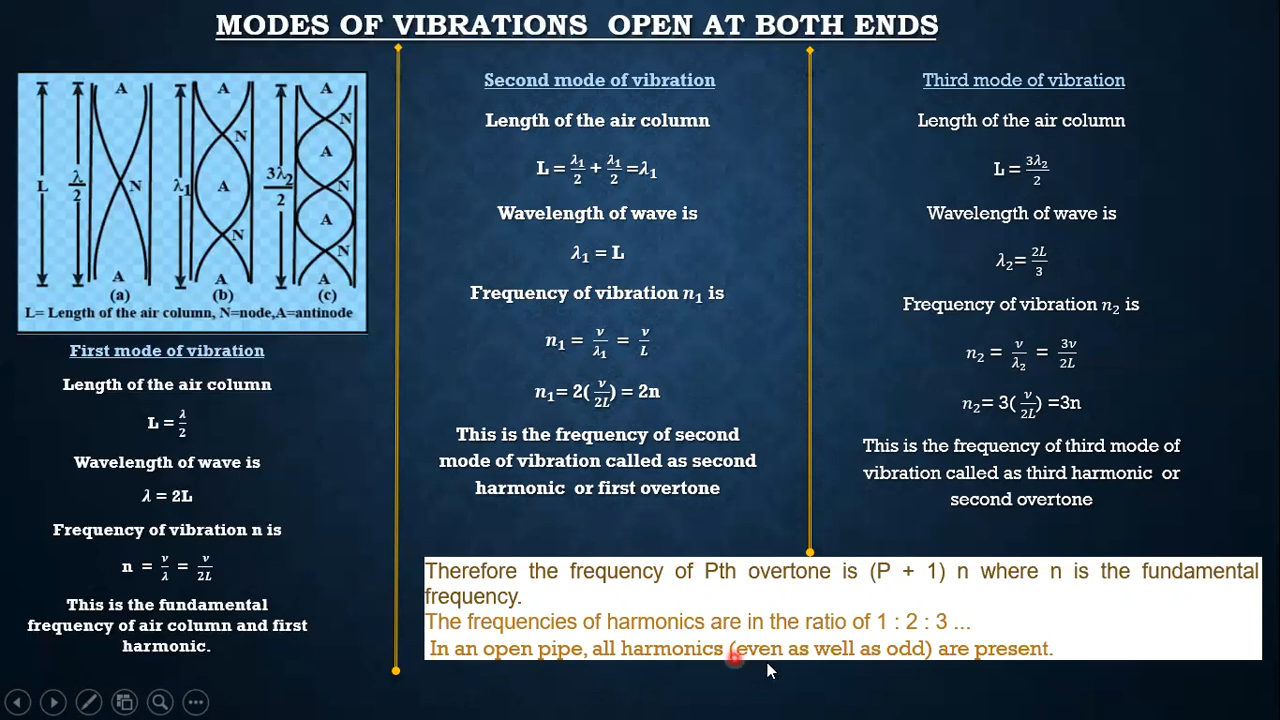 MODES OF VIBRATIONS OPEN AT BOTH ENDS
A A A
N N
A
L λ/2 N λ₁ A 3λ₂/2 N
A
N N
A A A
(a) (b) (c)
L= Length of the air column, N=node,A=antinode
First mode of vibration
Length of the air column
L = λ/2
Wavelength of wave is
λ = 2L
Frequency of vibration n is
n = v/λ = v/2L
This is the fundamental
frequency of air column and first
harmonic.
Second mode of vibration
Length of the air column
L = λ₁/2 + λ₁/2 =λ₁
Wavelength of wave is
λ₁ = L
Frequency of vibration n₁ is
n₁ = v/λ₁ = v/L
n₁= 2(v/2L) = 2n
This is the frequency of second
mode of vibration called as second
harmonic or first overtone
Third mode of vibration
Length of the air column
L = 3λ₂/2
Wavelength of wave is
λ₂= 2L/3
Frequency of vibration n₂ is
n₂ = v/λ₂ = 3v/2L
n₂= 3(v/2L) =3n
This is the frequency of third mode of
vibration called as third harmonic or
second overtone
Therefore the frequency of Pth overtone is (P + 1) n where n is the fundamental
frequency.
The frequencies of harmonics are in the ratio of 1 : 2 : 3 ...
In an open pipe, all harmonics (even as well as odd) are present.